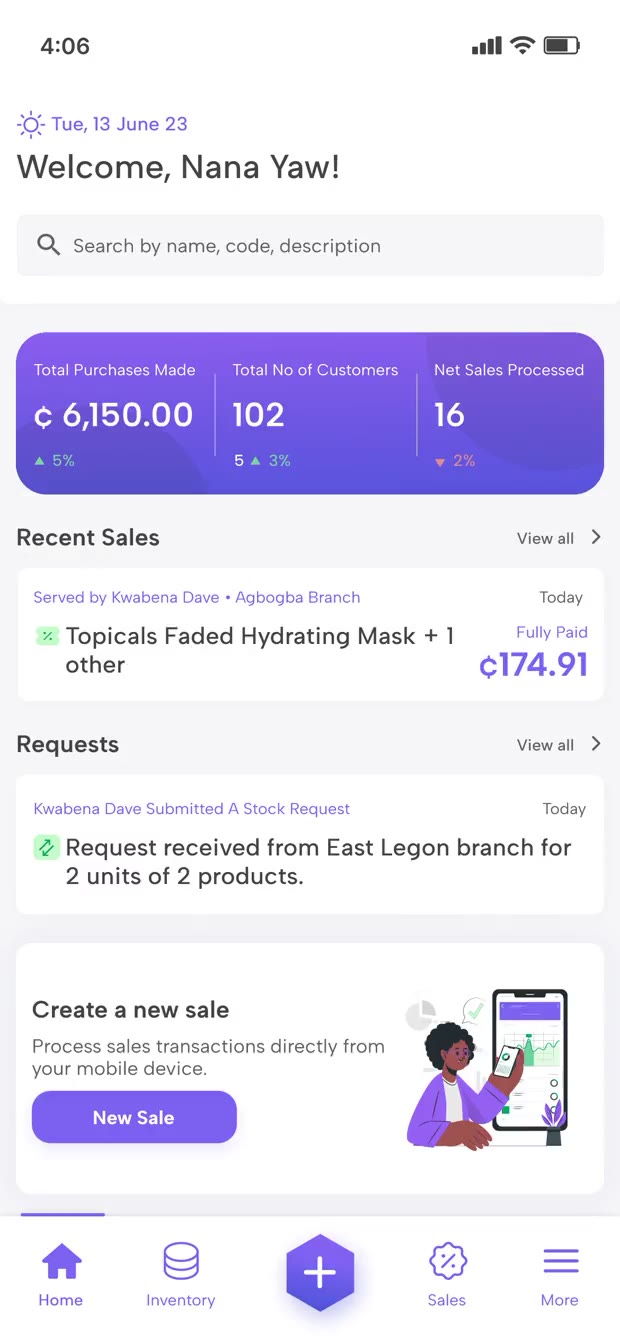 4:06
Tue, 13 June 23
Welcome, Nana Yaw!
Search by name, code, description
Total Purchases Made
¢ 6,150.00
5%
Total No of Customers
102
5 3%
Net Sales Processed
16
2%
Recent Sales
View all
Served by Kwabena Dave • Agbogba Branch
Today
Topicals Faded Hydrating Mask + 1
other
Fully Paid
¢174.91
Requests
View all
Kwabena Dave Submitted A Stock Request
Today
Request received from East Legon branch for
2 units of 2 products.
Create a new sale
Process sales transactions directly from
your mobile device.
New Sale
Home
Inventory
Sales
More